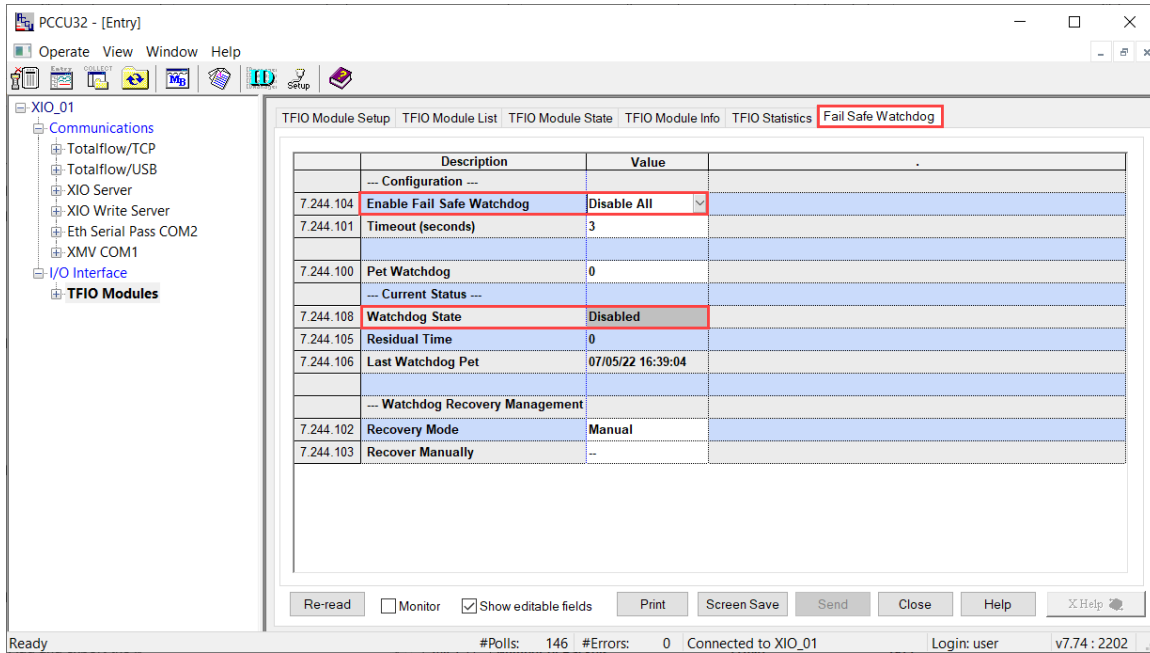 PCCU32 - [Entry]
Operate View Window Help
Entry COLLECT MB ID Setup
XIO_01
Communications
Totalflow/TCP
Totalflow/USB
XIO Server
XIO Write Server
Eth Serial Pass COM2
XMV COM1
I/O Interface
TFIO Modules
TFIO Module Setup TFIO Module List TFIO Module State TFIO Module Info TFIO Statistics Fail Safe Watchdog
Description Value .
--- Configuration ---
7.244.104 Enable Fail Safe Watchdog Disable All
7.244.101 Timeout (seconds) 3
7.244.100 Pet Watchdog 0
--- Current Status ---
7.244.108 Watchdog State Disabled
7.244.105 Residual Time 0
7.244.106 Last Watchdog Pet 07/05/22 16:39:04
--- Watchdog Recovery Management
7.244.102 Recovery Mode Manual
7.244.103 Recover Manually --
Re-read Monitor Show editable fields Print Screen Save Send Close Help X Help
Ready #Polls: 146 #Errors: 0 Connected to XIO_01 Login: user v7.74 : 2202